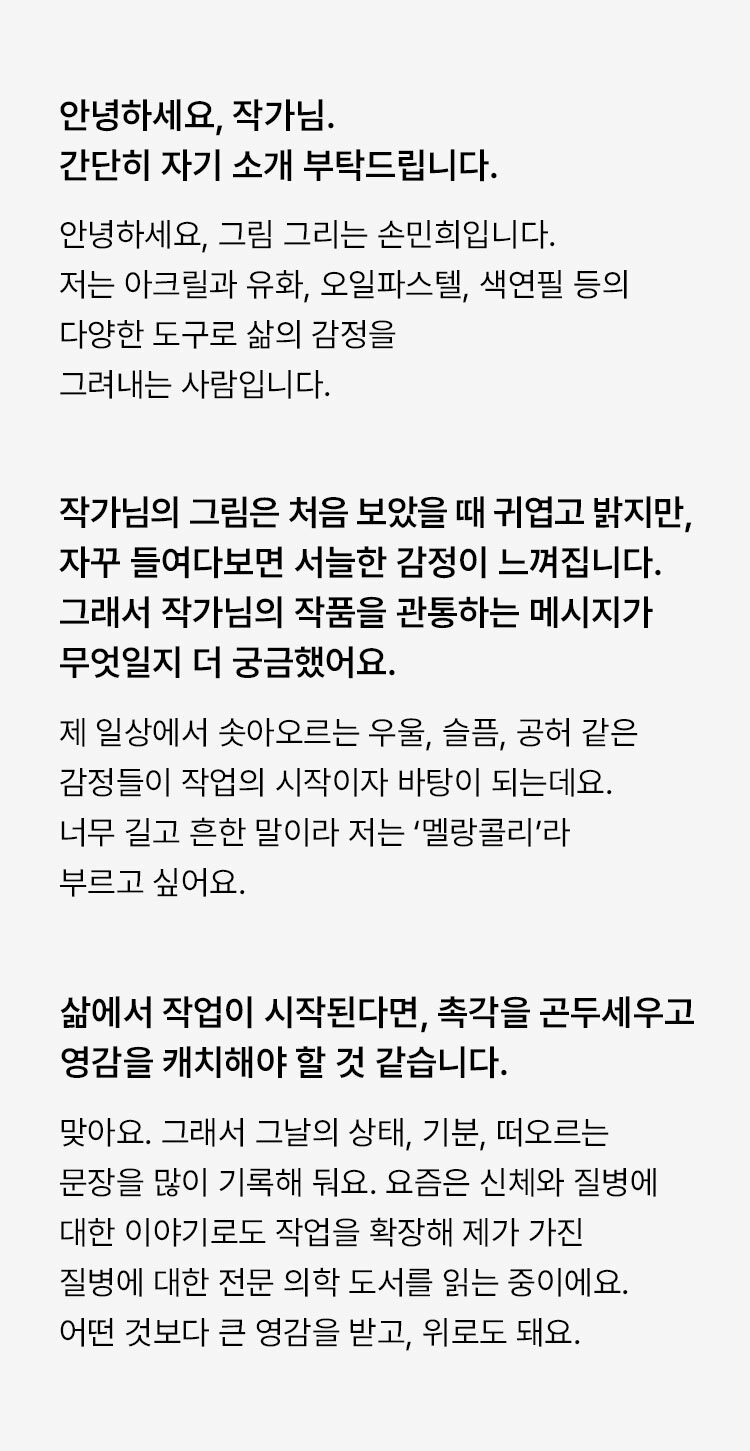 안녕하세요, 작가님.
간단히 자기 소개 부탁드립니다.
안녕하세요, 그림 그리는 손민희입니다.
저는 아크릴과 유화, 오일파스텔, 색연필 등의
다양한 도구로 삶의 감정을
그려내는 사람입니다.
작가님의 그림은 처음 보았을 때 귀엽고 밝지만,
자꾸 들여다보면 서늘한 감정이 느껴집니다.
그래서 작가님의 작품을 관통하는 메시지가
무엇일지 더 궁금했어요.
제 일상에서 솟아오르는 우울, 슬픔, 공허 같은
감정들이 작업의 시작이자 바탕이 되는데요.
너무 길고 흔한 말이라 저는 ‘멜랑콜리’라
부르고 싶어요.
삶에서 작업이 시작된다면, 촉각을 곤두세우고
영감을 캐치해야 할 것 같습니다.
맞아요. 그래서 그날의 상태, 기분, 떠오르는
문장을 많이 기록해 둬요. 요즘은 신체와 질병에
대한 이야기로도 작업을 확장해 제가 가진
질병에 대한 전문 의학 도서를 읽는 중이에요.
어떤 것보다 큰 영감을 받고, 위로도 돼요.